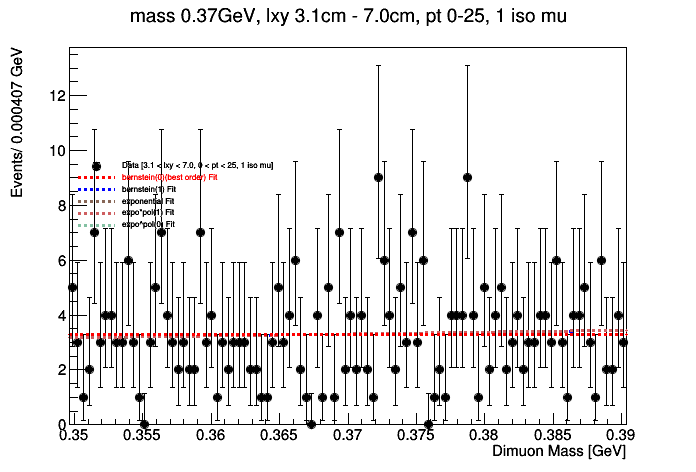 mass 0.37GeV, lxy 3.1cm - 7.0cm, pt 0-25, 1 iso mu
Events/ 0.000407 GeV
12
10
8
6
4
2
0
Data [3.1 < lxy < 7.0, 0 < pt < 25, 1 iso mu]
bernstein(0)(best order) Fit
bernstein(1) Fit
exponential Fit
expo*pol(1) Fit
expo*pol(0) Fit
0.35 0.355 0.36 0.365 0.37 0.375 0.38 0.385 0.39
Dimuon Mass [GeV]